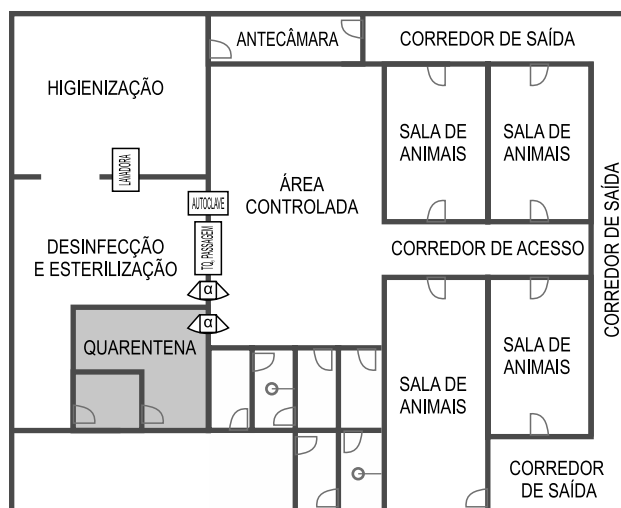 ANTECÂMARA
CORREDOR DE SAÍDA
HIGIENIZAÇÃO
SALA DE
ANIMAIS
SALA DE
ANIMAIS
LAVADORA
ÁREA
CONTROLADA
AUTOCLAVE
TQ. PASSAGEM
DESINFECÇÃO
E ESTERILIZAÇÃO
CORREDOR DE ACESSO
CORREDOR DE SAÍDA
α
α
QUARENTENA
SALA DE
ANIMAIS
SALA DE
ANIMAIS
CORREDOR
DE SAÍDA